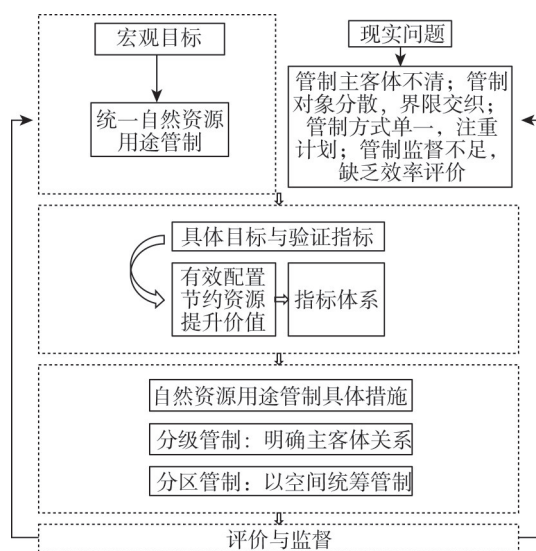 宏观目标
统一自然资源
用途管制
现实问题
管制主客体不清；管制
对象分散，界限交织；
管制方式单一，注重
计划；管制监督不足，
缺乏效率评价
具体目标与验证指标
有效配置
节约资源
提升价值
指标体系
自然资源用途管制具体措施
分级管制：明确主客体关系
分区管制：以空间统筹管制
评价与监督